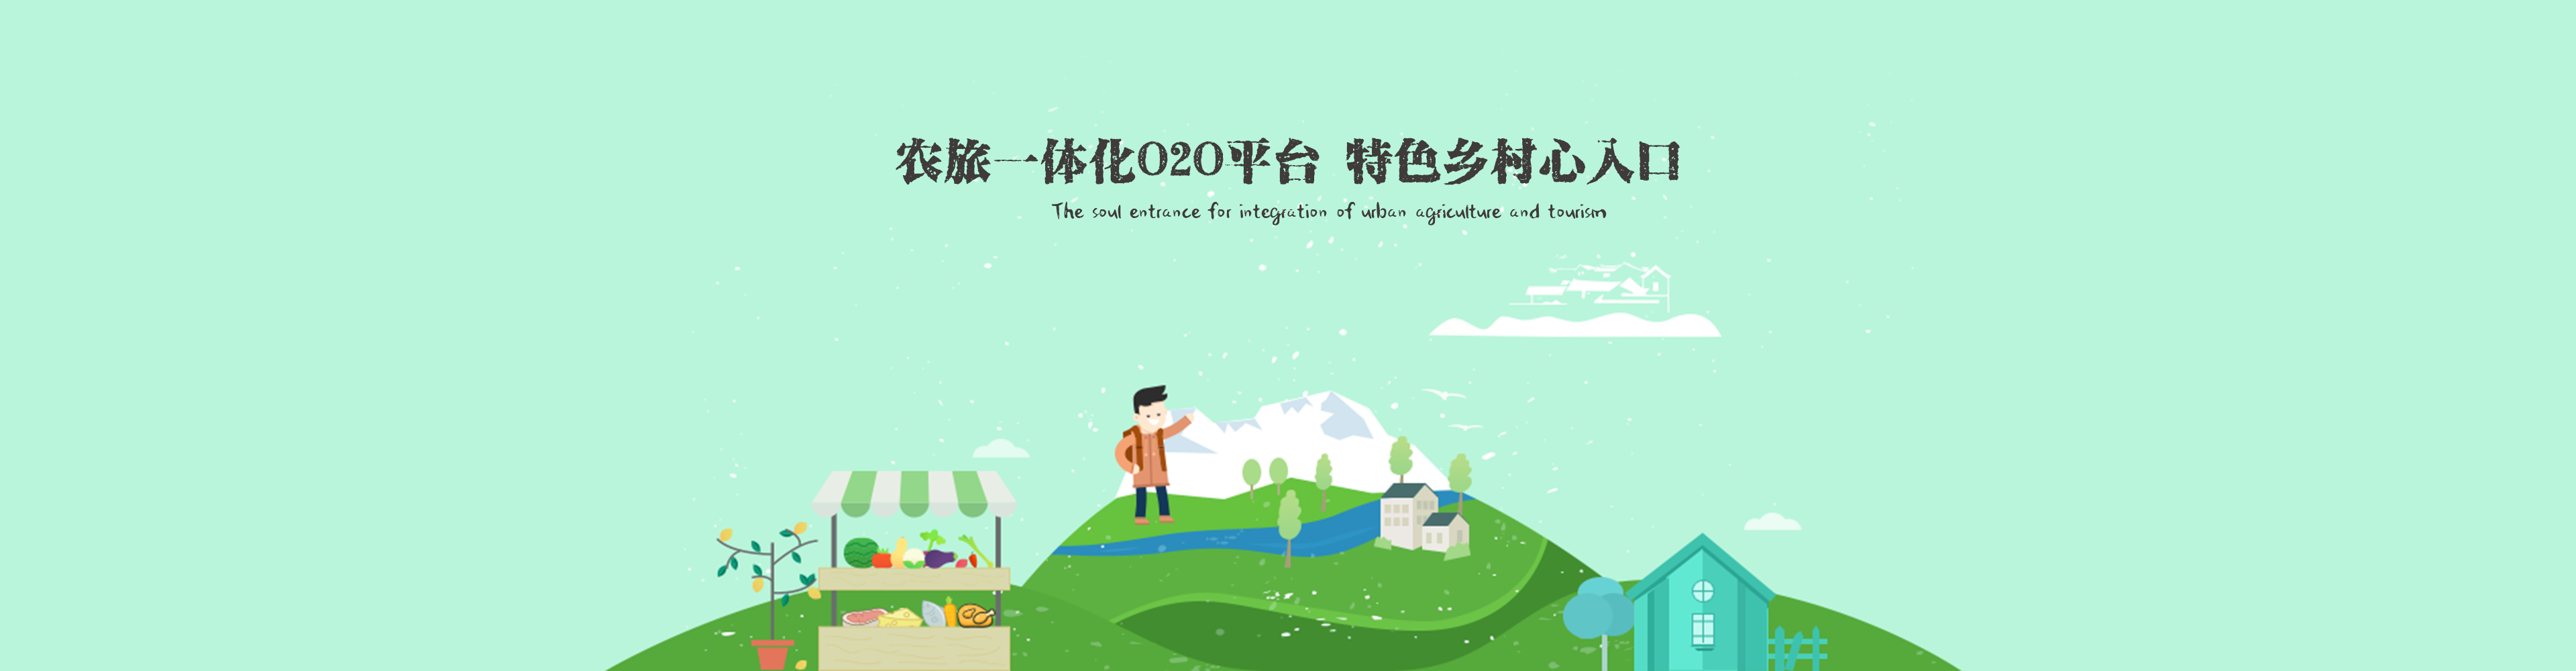 农旅一体化O2O平台 特色乡村心入口
The soul entrance for integration of urban agriculture and tourism